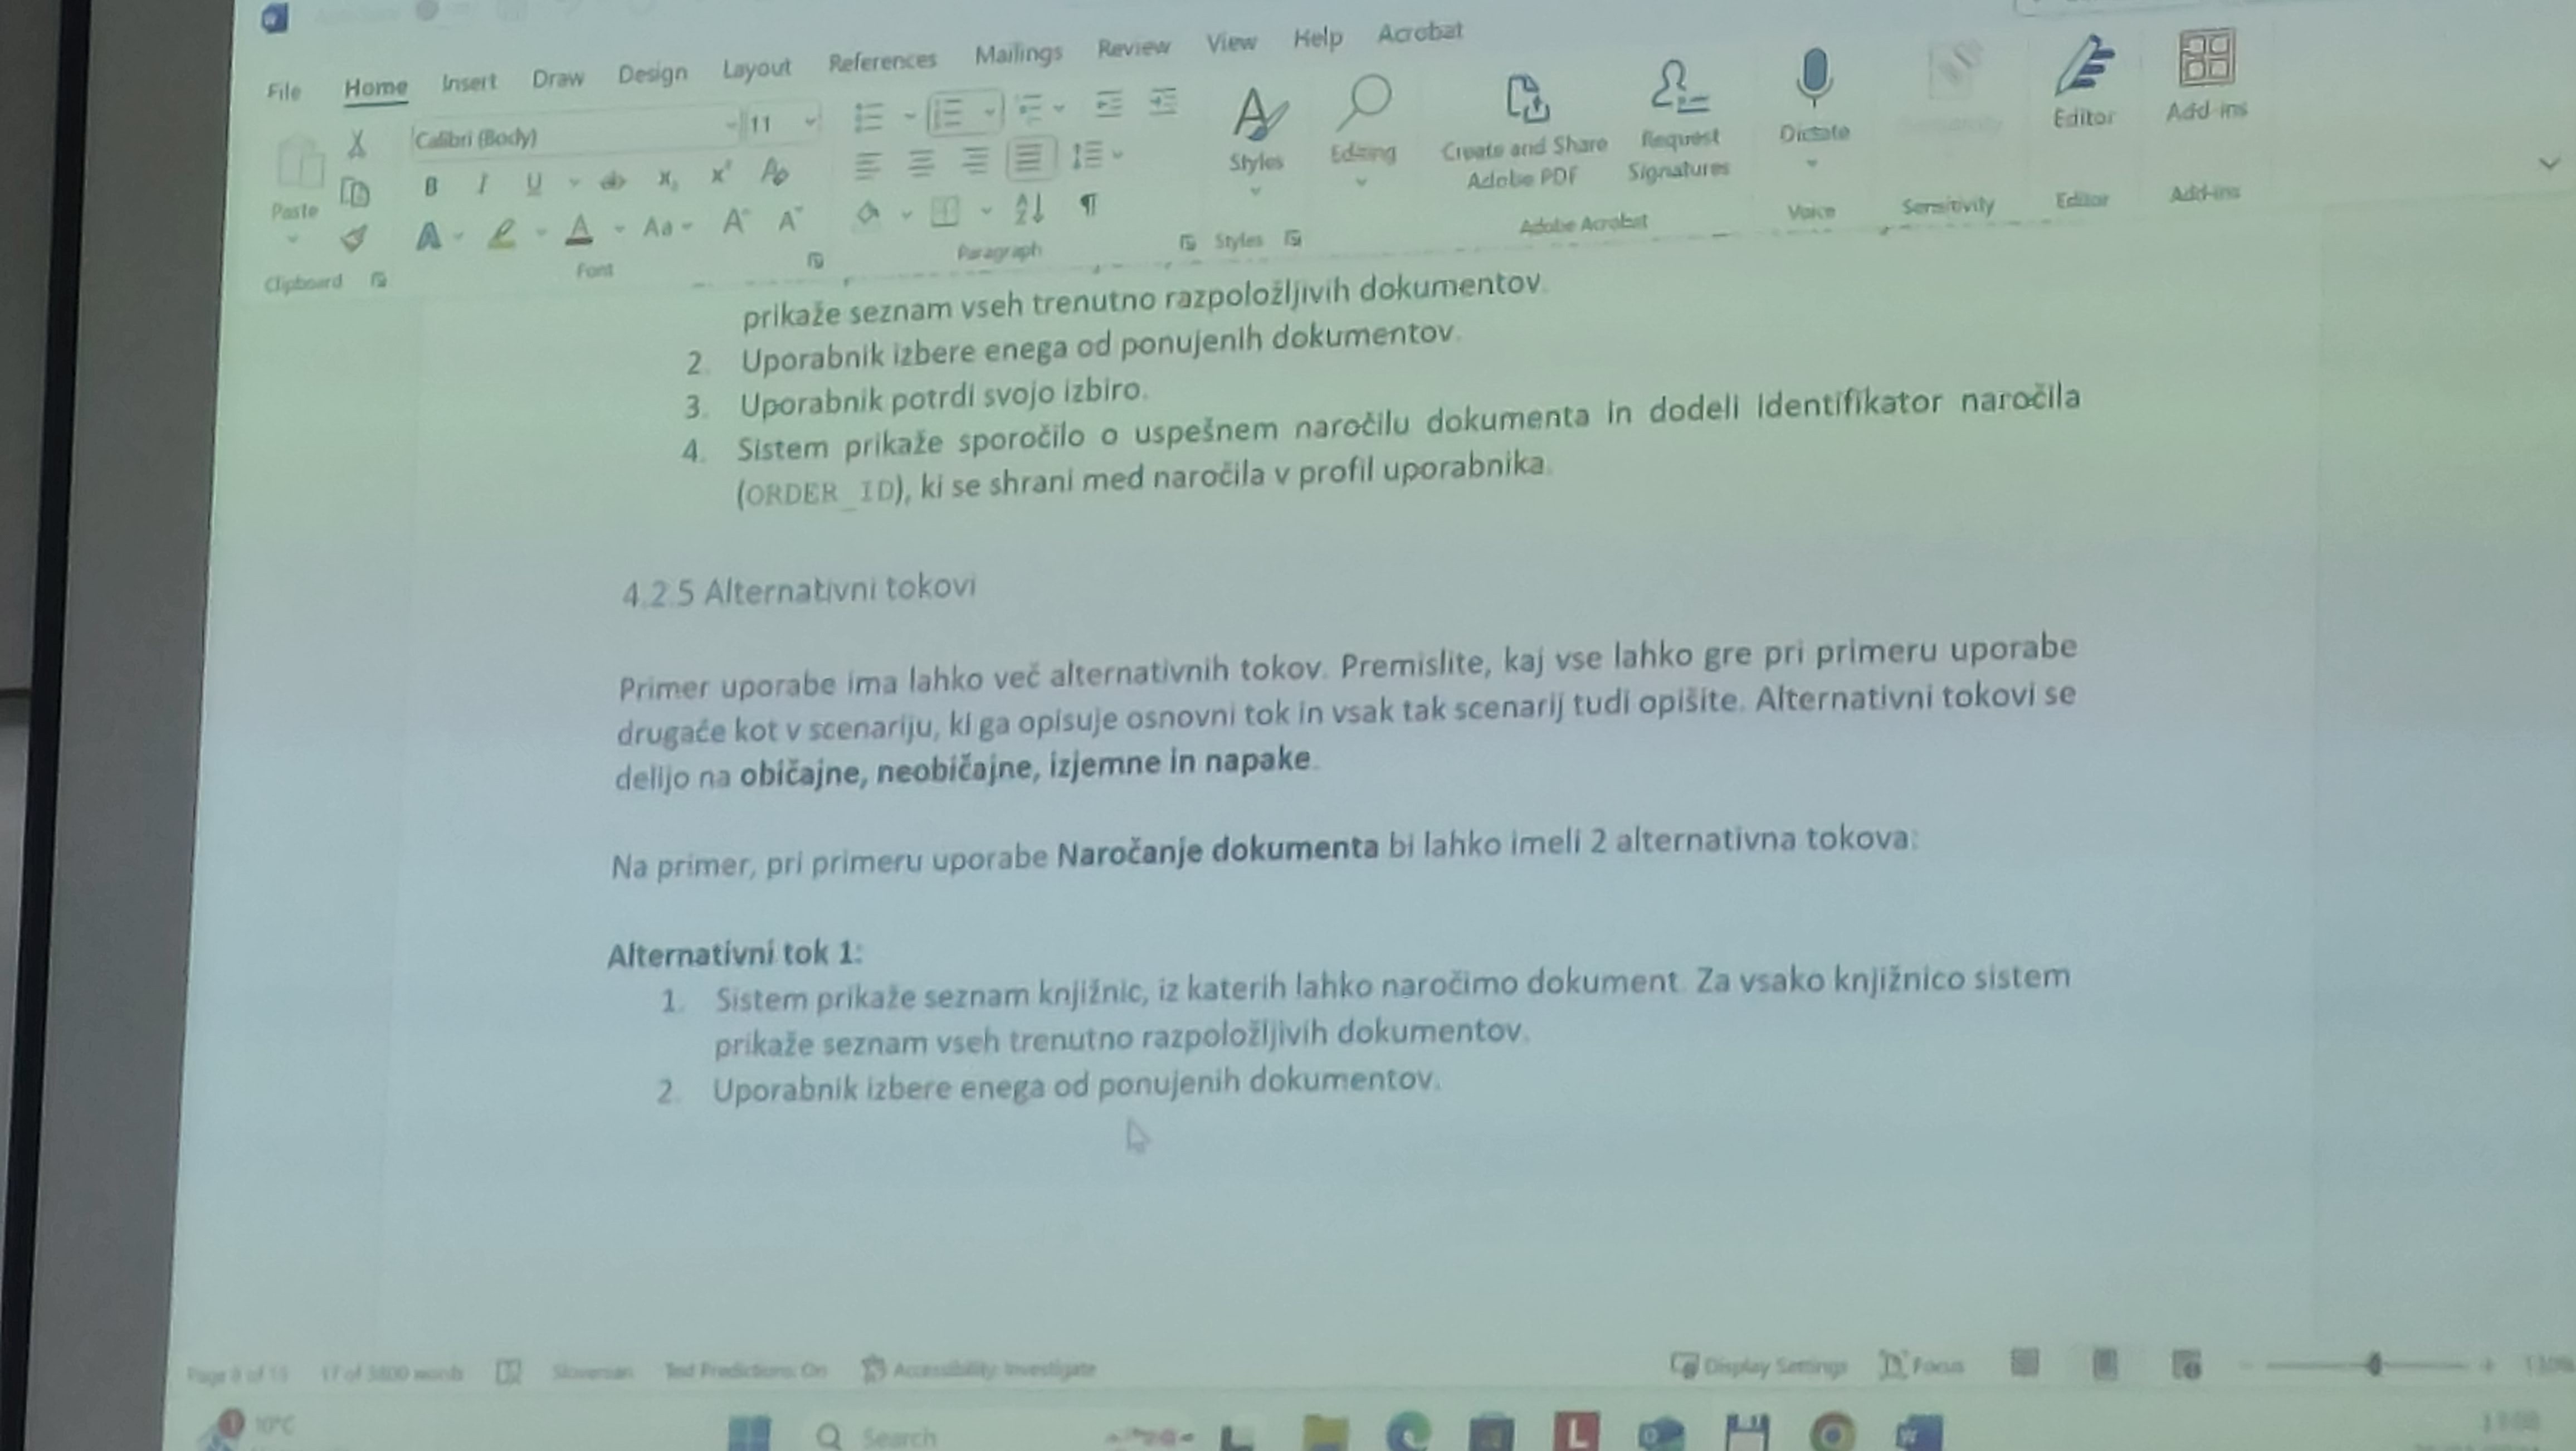 File Home Insert Draw Design Layout References Mailings Review View Help Acrobat
Calibri (Body) 11
Paste
Styles
Editing
Create and Share
Adobe PDF
Request
Signatures
Dictate
Editor
Add-ins
Clipboard Font Paragraph Styles Adobe Acrobat Voice Sensitivity Editor Add-ins
prikaže seznam vseh trenutno razpoložljivih dokumentov.
2. Uporabnik izbere enega od ponujenih dokumentov.
3. Uporabnik potrdi svojo izbiro.
4. Sistem prikaže sporočilo o uspešnem naročilu dokumenta in dodeli identifikator naročila
(ORDER_ID), ki se shrani med naročila v profil uporabnika.
4.2.5 Alternativni tokovi
Primer uporabe ima lahko več alternativnih tokov. Premislite, kaj vse lahko gre pri primeru uporabe
drugače kot v scenariju, ki ga opisuje osnovni tok in vsak tak scenarij tudi opišite. Alternativni tokovi se
delijo na običajne, neobičajne, izjemne in napake.
Na primer, pri primeru uporabe Naročanje dokumenta bi lahko imeli 2 alternativna tokova:
Alternativni tok 1:
1. Sistem prikaže seznam knjižnic, iz katerih lahko naročimo dokument. Za vsako knjižnico sistem
prikaže seznam vseh trenutno razpoložljivih dokumentov.
2. Uporabnik izbere enega od ponujenih dokumentov.
17 of 3800 words Slovenian Text Predictions: On Accessibility: Investigate Display Settings Focus
10°C Search